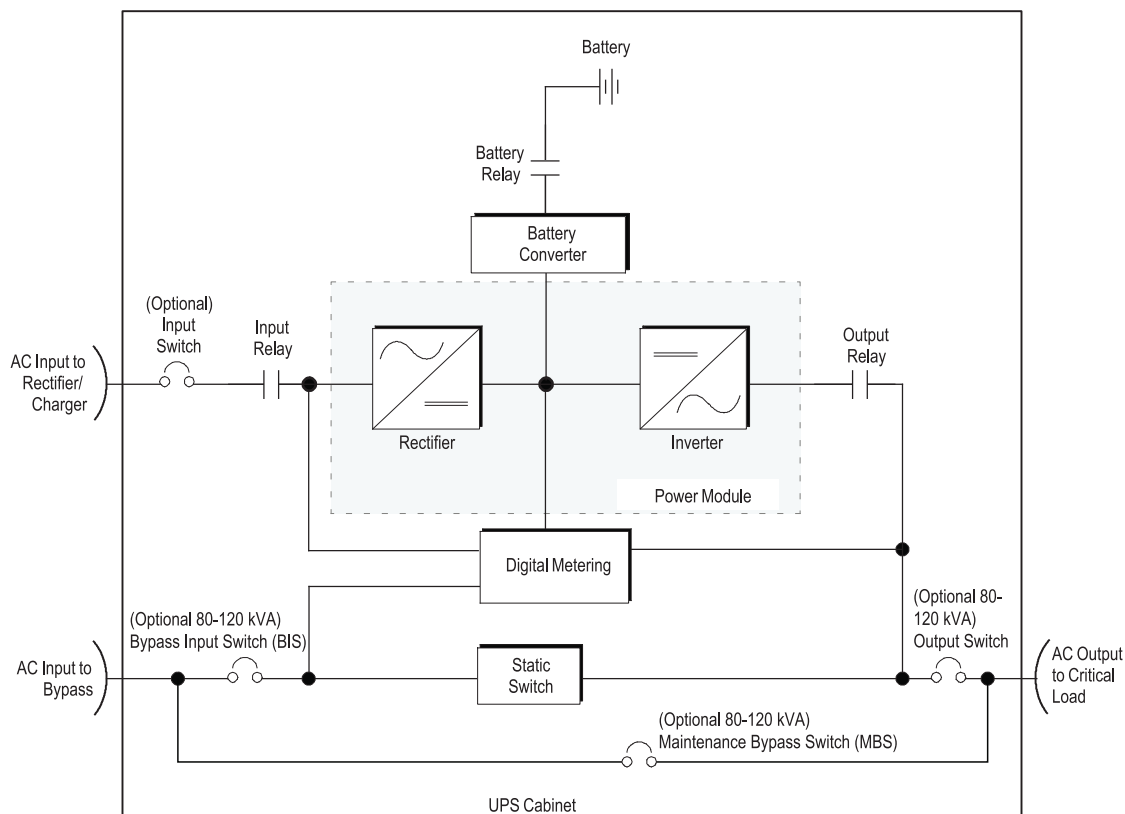 Battery
Battery
Relay
Battery
Converter
(Optional)
Input
Switch
Input
Relay
Output
Relay
AC Input to
Rectifier/
Charger
Rectifier
Inverter
Power Module
Digital Metering
(Optional 80-120 kVA)
Bypass Input Switch (BIS)
(Optional 80-
120 kVA)
Output Switch
AC Input to
Bypass
Static
Switch
AC Output
to Critical
Load
(Optional 80-120 kVA)
Maintenance Bypass Switch (MBS)
UPS Cabinet